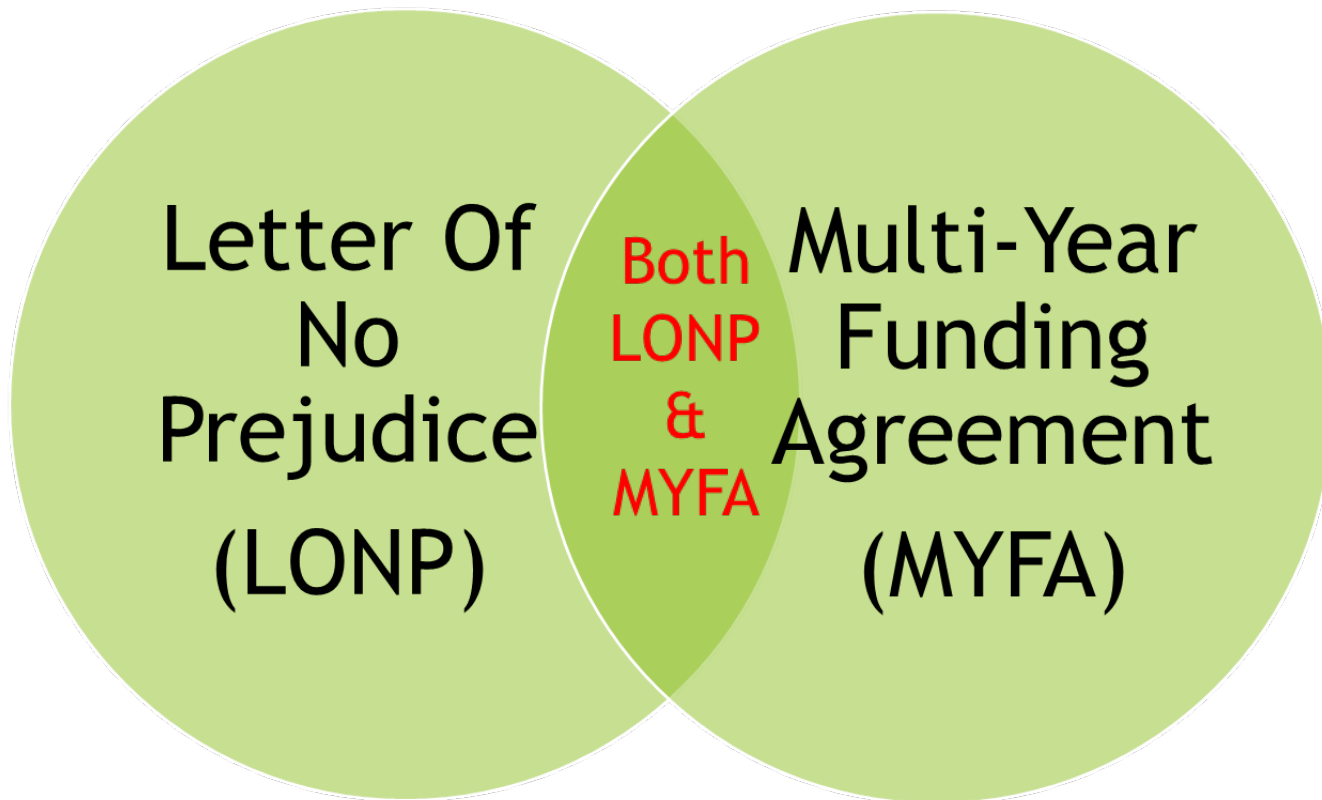 Letter Of
No
Prejudice
(LONP)
Both
LONP
&
MYFA
Multi-Year
Funding
Agreement
(MYFA)